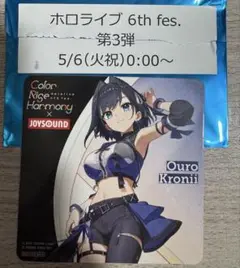 ホロライブ 6th fes.
第3弾
5/6(火祝)0:00～
Color
Rise
Harmony
×
JOYSOUND
Ouro
Kronii